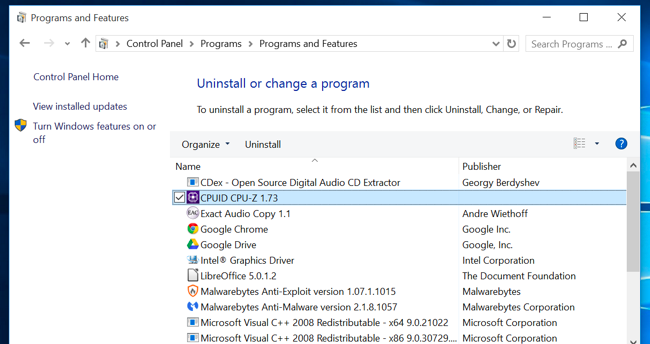 Programs and Features
Control Panel > Programs > Programs and Features
Search Programs ...
Control Panel Home
View installed updates
Turn Windows features on or
off
Uninstall or change a program
To uninstall a program, select it from the list and then click Uninstall, Change, or Repair.
Organize Uninstall
Name Publisher
CDex - Open Source Digital Audio CD Extractor Georgy Berdyshev
CPUID CPU-Z 1.73
Exact Audio Copy 1.1 Andre Wiethoff
Google Chrome Google Inc.
Google Drive Google, Inc.
Intel® Graphics Driver Intel Corporation
LibreOffice 5.0.1.2 The Document Foundation
Malwarebytes Anti-Exploit version 1.07.1.1015 Malwarebytes
Malwarebytes Anti-Malware version 2.1.8.1057 Malwarebytes Corporation
Microsoft Visual C++ 2008 Redistributable - x64 9.0.21022 Microsoft Corporation
Microsoft Visual C++ 2008 Redistributable - x86 9.0.30729.... Microsoft Corporation